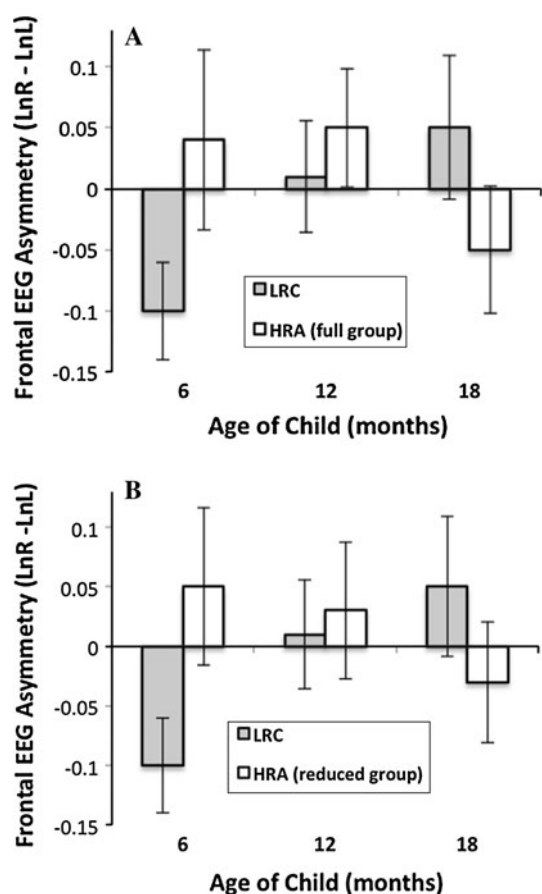 A
Frontal EEG Asymmetry (LnR - LnL)
0.1
0.05
0
-0.05
-0.1
-0.15
LRC
HRA (full group)
6 12 18
Age of Child (months)
B
Frontal EEG Asymmetry (LnR -LnL)
0.1
0.05
0
-0.05
-0.1
-0.15
LRC
HRA (reduced group)
6 12 18
Age of Child (months)